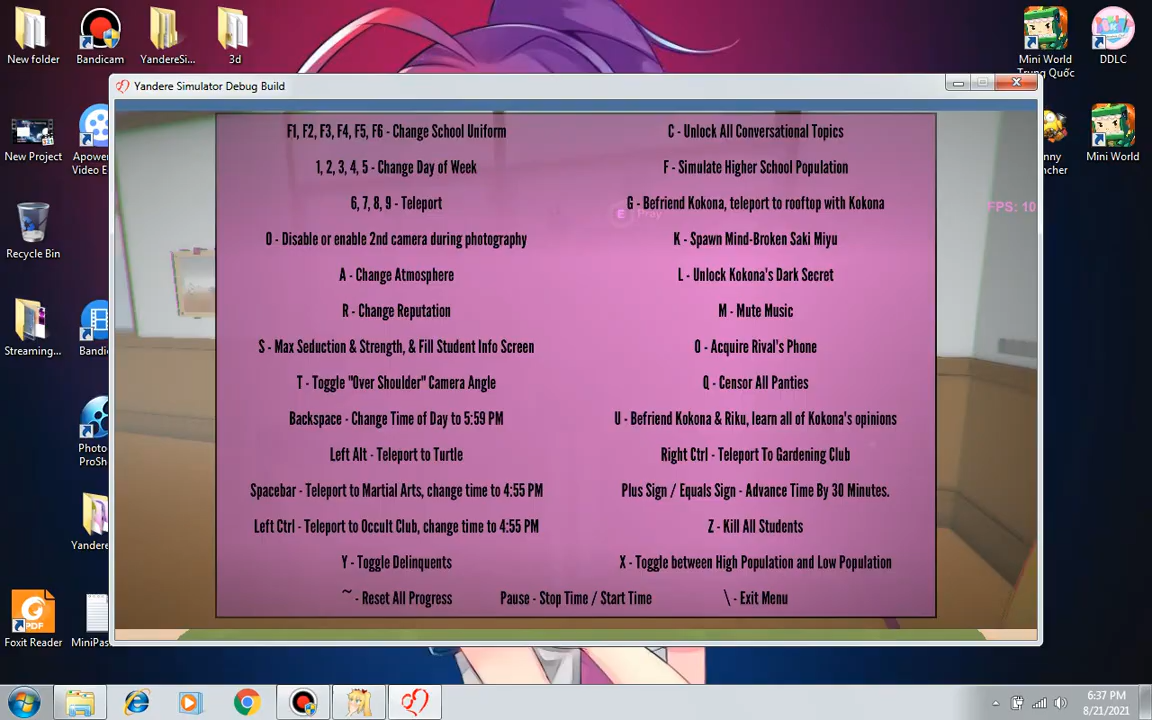 New folder
Bandicam
YandereSi...
3d
Mini World
Trung Quốc
DDLC
Yandere Simulator Debug Build
New Project
Apower
Video E
Mini World
Recycle Bin
Streaming...
Bandic
Photo
ProSh
Yandere
Foxit Reader
MiniPa
F1, F2, F3, F4, F5, F6 - Change School Uniform
1, 2, 3, 4, 5 - Change Day of Week
6, 7, 8, 9 - Teleport
0 - Disable or enable 2nd camera during photography
A - Change Atmosphere
R - Change Reputation
S - Max Seduction & Strength, & Fill Student Info Screen
T - Toggle "Over Shoulder" Camera Angle
Backspace - Change Time of Day to 5:59 PM
Left Alt - Teleport to Turtle
Spacebar - Teleport to Martial Arts, change time to 4:55 PM
Left Ctrl - Teleport to Occult Club, change time to 4:55 PM
Y - Toggle Delinquents
~ - Reset All Progress
Pause - Stop Time / Start Time
\ - Exit Menu
C - Unlock All Conversational Topics
F - Simulate Higher School Population
G - Befriend Kokona, teleport to rooftop with Kokona
E Pray
FPS: 10
K - Spawn Mind-Broken Saki Miyu
L - Unlock Kokona's Dark Secret
M - Mute Music
O - Acquire Rival's Phone
Q - Censor All Panties
U - Befriend Kokona & Riku, learn all of Kokona's opinions
Right Ctrl - Teleport To Gardening Club
Plus Sign / Equals Sign - Advance Time By 30 Minutes.
Z - Kill All Students
X - Toggle between High Population and Low Population
6:37 PM
8/21/2021